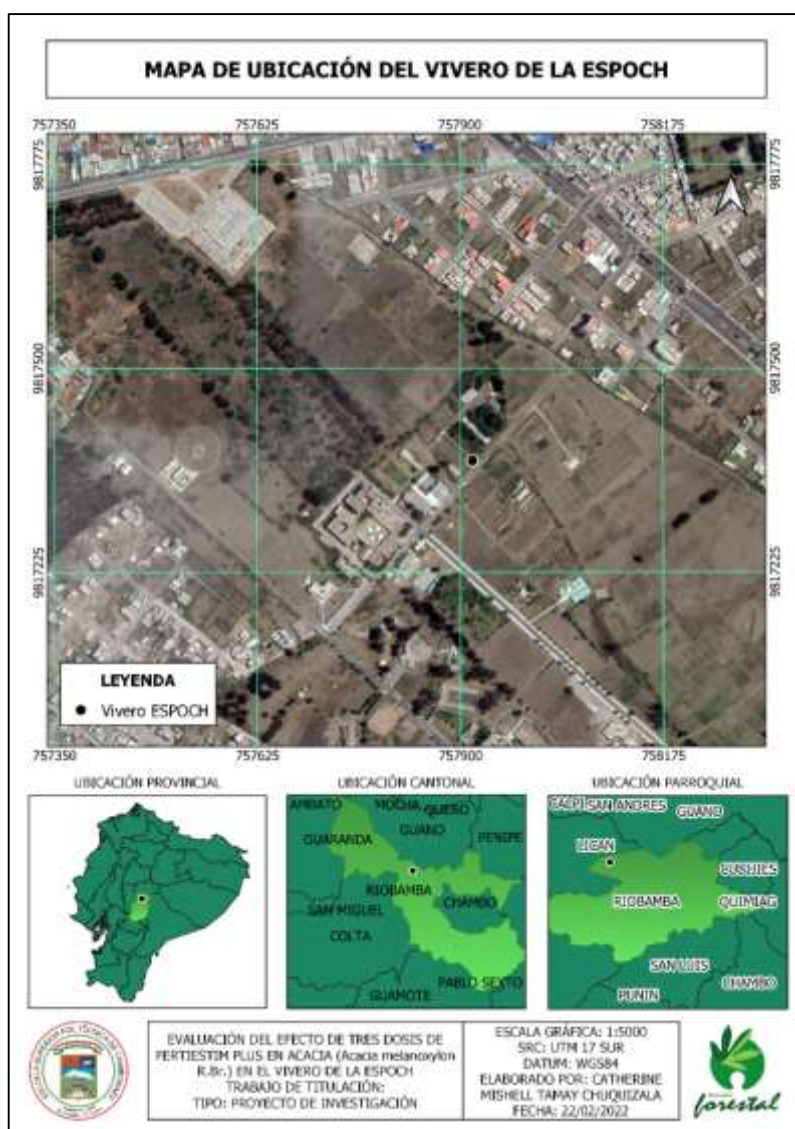 MAPA DE UBICACIÓN DEL VIVERO DE LA ESPOCH
757350 757625 757900 758175
9817775 9817775
9817500 9817500
9817225 9817225
LEYENDA
Vivero ESPOCH
757350 757625 757900 758175
UBICACIÓN PROVINCIAL
UBICACIÓN CANTONAL
AMBATO MOCHA QUERO
GUARANDA GUANO PENIPE
RIOBAMBA
CHAMBO
SAN MIGUEL
COLTA
PABLO SEXTO
GUAMOTE
UBICACIÓN PARROQUIAL
CALPI SAN ANDRES GUANO
LICAN
CUBIJIES
RIOBAMBA QUIMIAG
SAN LUIS
CHAMBO
PUNIN
EVALUACIÓN DEL EFECTO DE TRES DOSIS DE
FERTIESTIM PLUS EN ACACIA (Acacia melanoxylon
R.Br.) EN EL VIVERO DE LA ESPOCH
TRABAJO DE TITULACIÓN:
TIPO: PROYECTO DE INVESTIGACIÓN
ESCALA GRÁFICA: 1:5000
SRC: UTM 17 SUR
DATUM: WGS84
ELABORADO POR: CATHERINE
MISHELL TAMAY CHUQUIZALA
FECHA: 22/02/2022
forestal